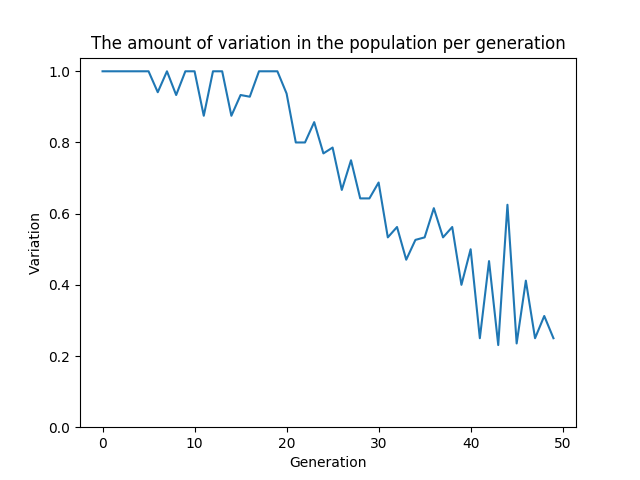 The amount of variation in the population per generation
1.0
0.8
0.6
0.4
0.2
0.0
Variation
0 10 20 30 40 50
Generation